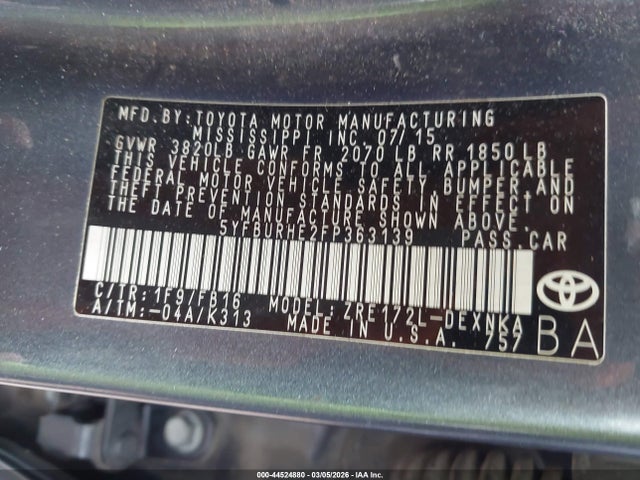 MFD.BY:TOYOTA MOTOR MANUFACTURING
MISSISSIPPI INC.07/15
GVWR 3820LB GAWR FR 2070 LB RR 1850 LB
THIS VEHICLE CONFORMS TO ALL APPLICABLE
FEDERAL MOTOR VEHICLE SAFETY, BUMPER,AND
THEFT PREVENTION STANDARDS IN EFFECT ON
THE DATE OF MANUFACTURE SHOWN ABOVE.
5YFBURHE2FP363139 PASS.CAR
C/TR:1F9/FB16 MODEL:ZRE172L-DEXNKA
A/TM:-04A/K313 MADE IN U.S.A. 757
BA
000-44524880 | 03/05/2026 | IAA Inc.